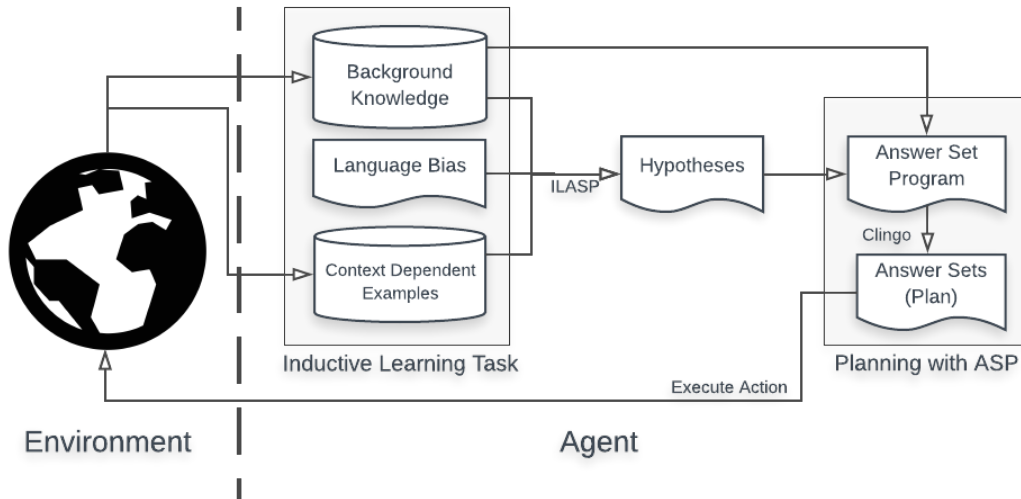 Background
Knowledge
Language Bias
ILASP
Context Dependent
Examples
Inductive Learning Task
Hypotheses
Answer Set
Program
Clingo
Answer Sets
(Plan)
Planning with ASP
Execute Action
Environment
Agent